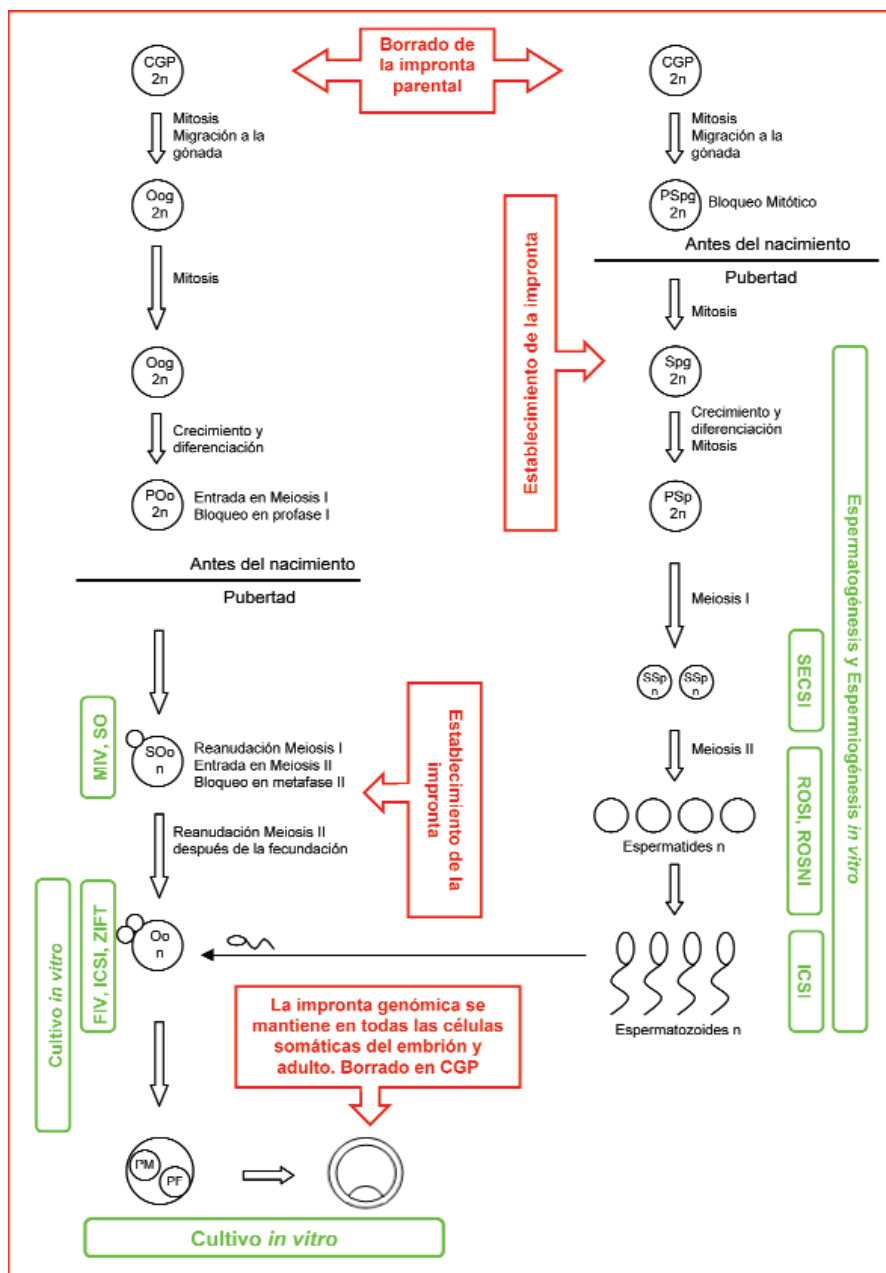 Borrado de
la impronta
parental
CGP
2n
Mitosis
Migración a la
gónada
Oog
2n
Mitosis
Oog
2n
Crecimiento y
diferenciación
POo
2n
Entrada en Meiosis I
Bloqueo en profase I
Antes del nacimiento
Pubertad
MIV, SO
SOo
n
Reanudación Meiosis I
Entrada en Meiosis II
Bloqueo en metafase II
Reanudación Meiosis II
después de la fecundación
Cultivo in vitro
FIV, ICSI, ZIFT
Oo
n
PM
PF
Cultivo in vitro
Establecimiento de la impronta
Establecimiento de la
impronta
La impronta genómica se
mantiene en todas las células
somáticas del embrión y
adulto. Borrado en CGP
CGP
2n
Mitosis
Migración a la
gónada
PSpg
2n
Bloqueo Mitótico
Antes del nacimiento
Pubertad
Mitosis
Spg
2n
Crecimiento y
diferenciación
Mitosis
PSp
2n
Meiosis I
SSp
n
SSp
n
Meiosis II
Espermatides n
Espermatozoides n
SECSI
ROSI, ROSNI
ICSI
Espermatogénesis y Espermiogénesis in vitro